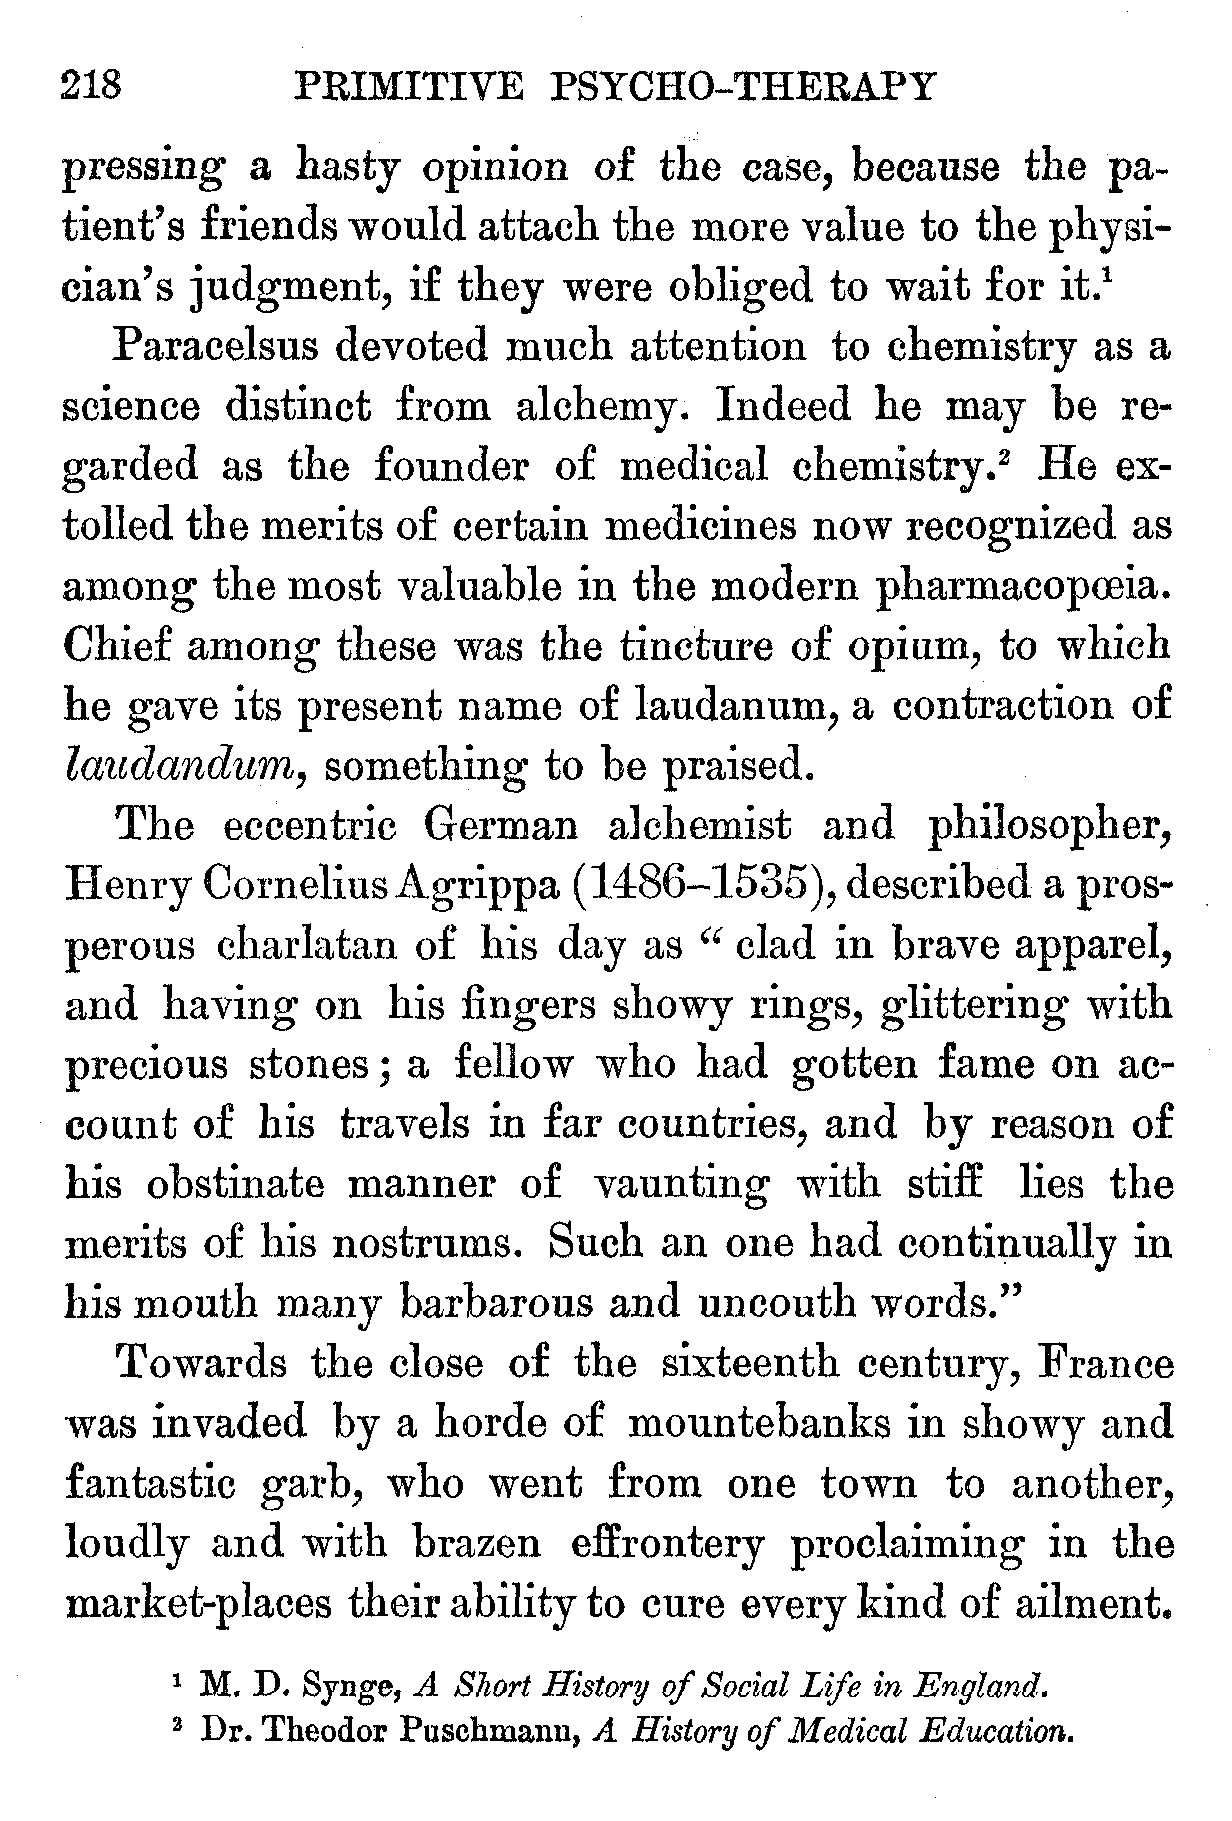 218 PRIMITIVE PSYCHO-THERAPY
pressing a hasty opinion of the case, because the pa-
tient's friends would attach the more value to the physi-
cian's judgment, if they were obliged to wait for it.¹
Paracelsus devoted much attention to chemistry as a
science distinct from alchemy. Indeed he may be re-
garded as the founder of medical chemistry.² He ex-
tolled the merits of certain medicines now recognized as
among the most valuable in the modern pharmacopœia.
Chief among these was the tincture of opium, to which
he gave its present name of laudanum, a contraction of
laudandum, something to be praised.
The eccentric German alchemist and philosopher,
Henry Cornelius Agrippa (1486–1535), described a pros-
perous charlatan of his day as “ clad in brave apparel,
and having on his fingers showy rings, glittering with
precious stones ; a fellow who had gotten fame on ac-
count of his travels in far countries, and by reason of
his obstinate manner of vaunting with stiff lies the
merits of his nostrums. Such an one had continually in
his mouth many barbarous and uncouth words.”
Towards the close of the sixteenth century, France
was invaded by a horde of mountebanks in showy and
fantastic garb, who went from one town to another,
loudly and with brazen effrontery proclaiming in the
market-places their ability to cure every kind of ailment.
¹ M. D. Synge, A Short History of Social Life in England.
² Dr. Theodor Puschmann, A History of Medical Education.